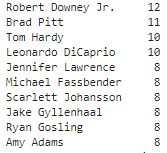 Robert Downey Jr. 12
Brad Pitt 11
Tom Hardy 10
Leonardo DiCaprio 10
Jennifer Lawrence 8
Michael Fassbender 8
Scarlett Johansson 8
Jake Gyllenhaal 8
Ryan Gosling 8
Amy Adams 8